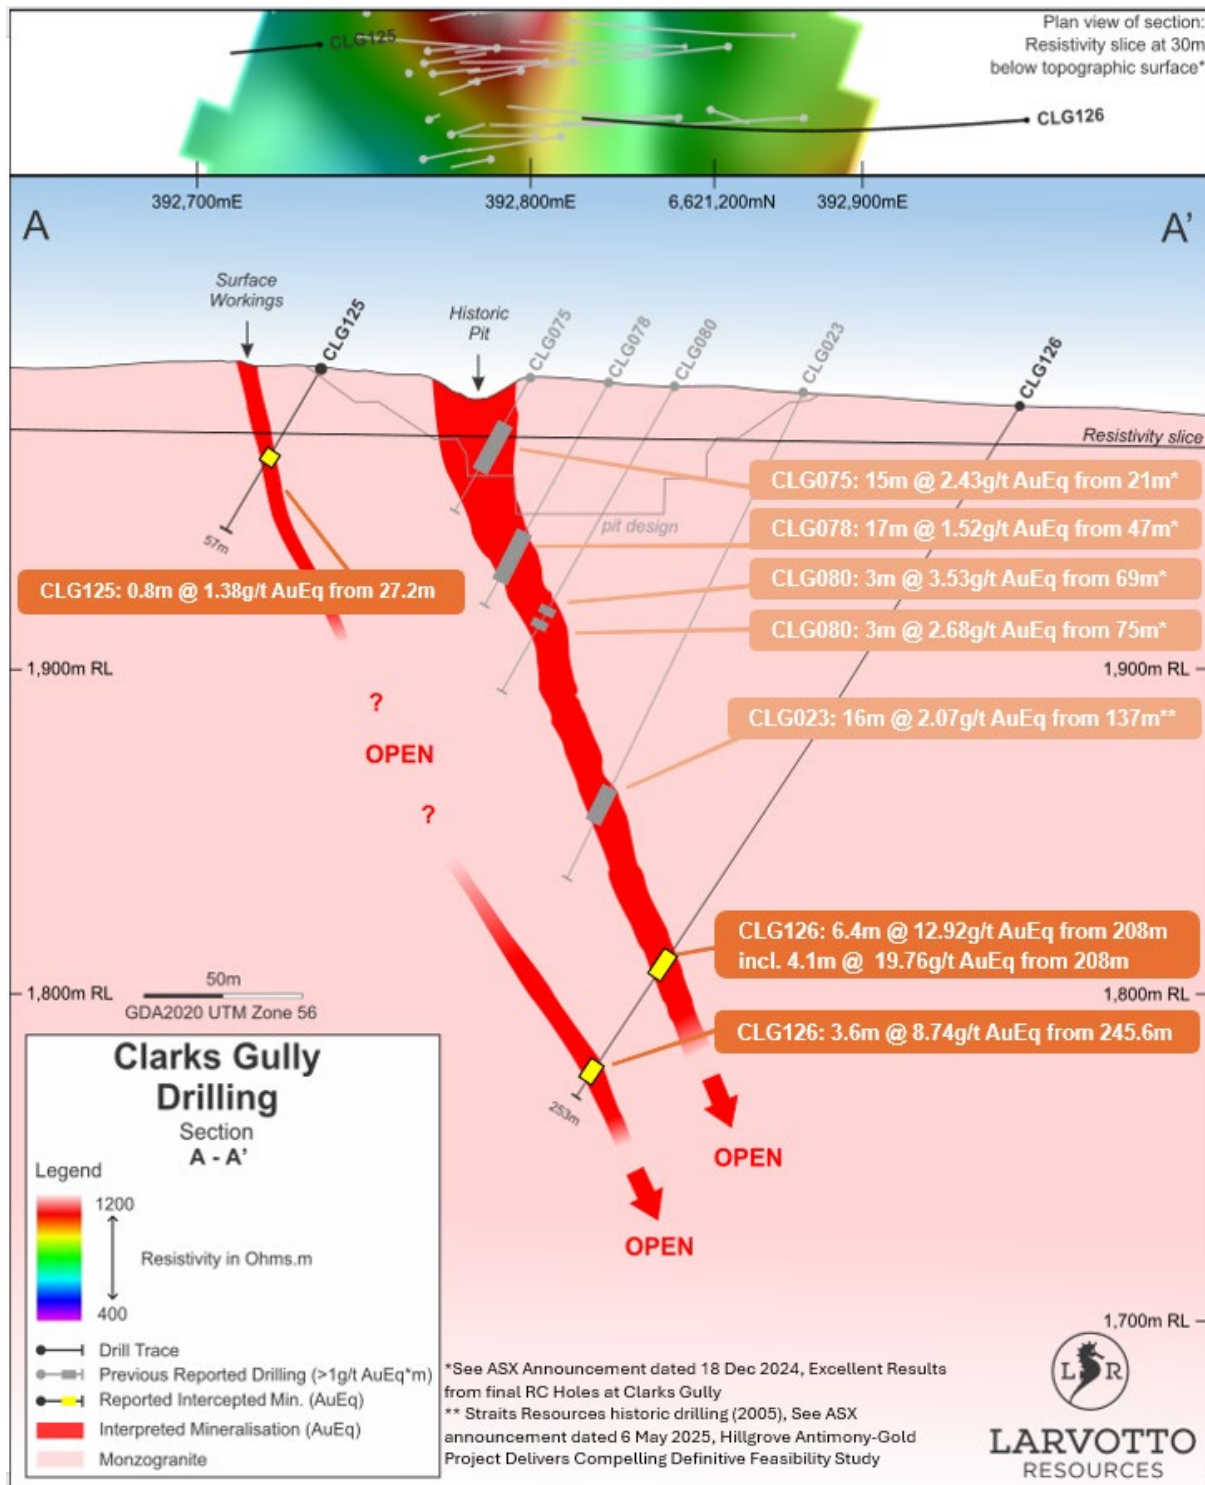 Plan view of section:
Resistivity slice at 30m
below topographic surface*
CLG125
CLG126
392,700mE
392,800mE
6,621,200mN
392,900mE
A
A'
Surface
Workings
CLG125
Historic
Pit
CLG075
CLG078
CLG080
CLG023
CLG126
Resistivity slice
CLG075: 15m @ 2.43g/t AuEq from 21m*
pit design
CLG078: 17m @ 1.52g/t AuEq from 47m*
57m
CLG125: 0.8m @ 1.38g/t AuEq from 27.2m
CLG080: 3m @ 3.53g/t AuEq from 69m*
CLG080: 3m @ 2.68g/t AuEq from 75m*
1,900m RL
1,900m RL
?
CLG023: 16m @ 2.07g/t AuEq from 137m**
OPEN
?
CLG126: 6.4m @ 12.92g/t AuEq from 208m
incl. 4.1m @  19.76g/t AuEq from 208m
50m
1,800m RL
1,800m RL
GDA2020 UTM Zone 56
CLG126: 3.6m @ 8.74g/t AuEq from 245.6m
253m
OPEN
OPEN
Clarks Gully
Drilling
Section
A - A'
Legend
1200
Resistivity in Ohms.m
400
Drill Trace
Previous Reported Drilling (>1g/t AuEq*m)
Reported Intercepted Min. (AuEq)
Interpreted Mineralisation (AuEq)
Monzogranite
1,700m RL
*See ASX Announcement dated 18 Dec 2024, Excellent Results
from final RC Holes at Clarks Gully
** Straits Resources historic drilling (2005), See ASX
announcement dated 6 May 2025, Hillgrove Antimony-Gold
Project Delivers Compelling Definitive Feasibility Study
L R
LARVOTTO
RESOURCES